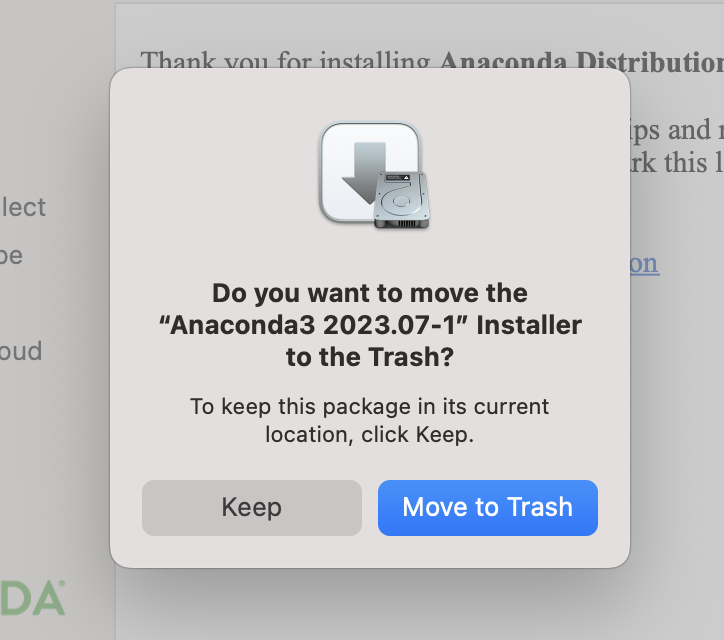 Thank you for installing Anaconda Distribution
ips and
rk this
lect
be
on
oud
Do you want to move the
“Anaconda3 2023.07-1” Installer
to the Trash?
To keep this package in its current
location, click Keep.
Keep
Move to Trash
DA